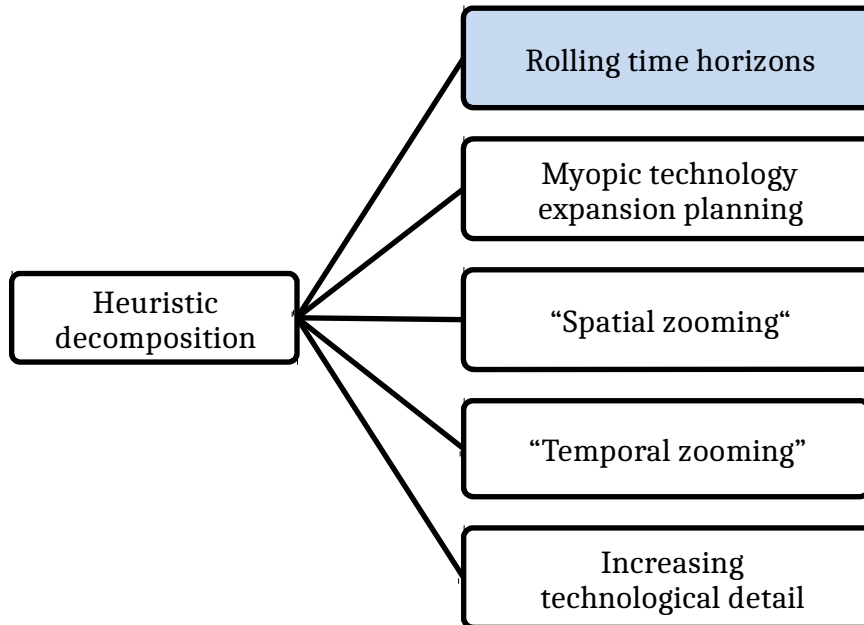 Rolling time horizons
Myopic technology
expansion planning
Heuristic
decomposition
“Spatial zooming“
“Temporal zooming”
Increasing
technological detail